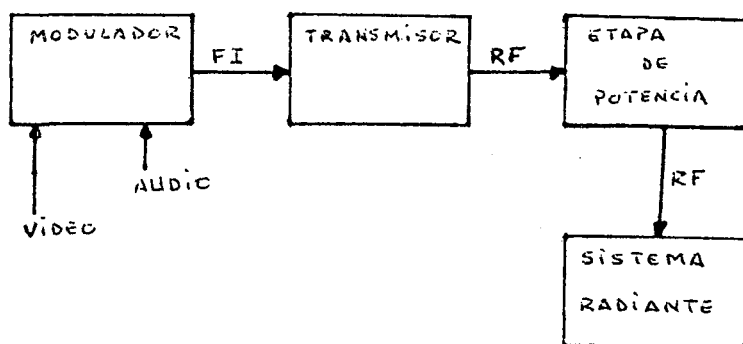 MODULADOR
FI
TRANSMISOR
RF
ETAPA
DE
POTENCIA
AUDIO
VIDEO
RF
SISTEMA
RADIANTE